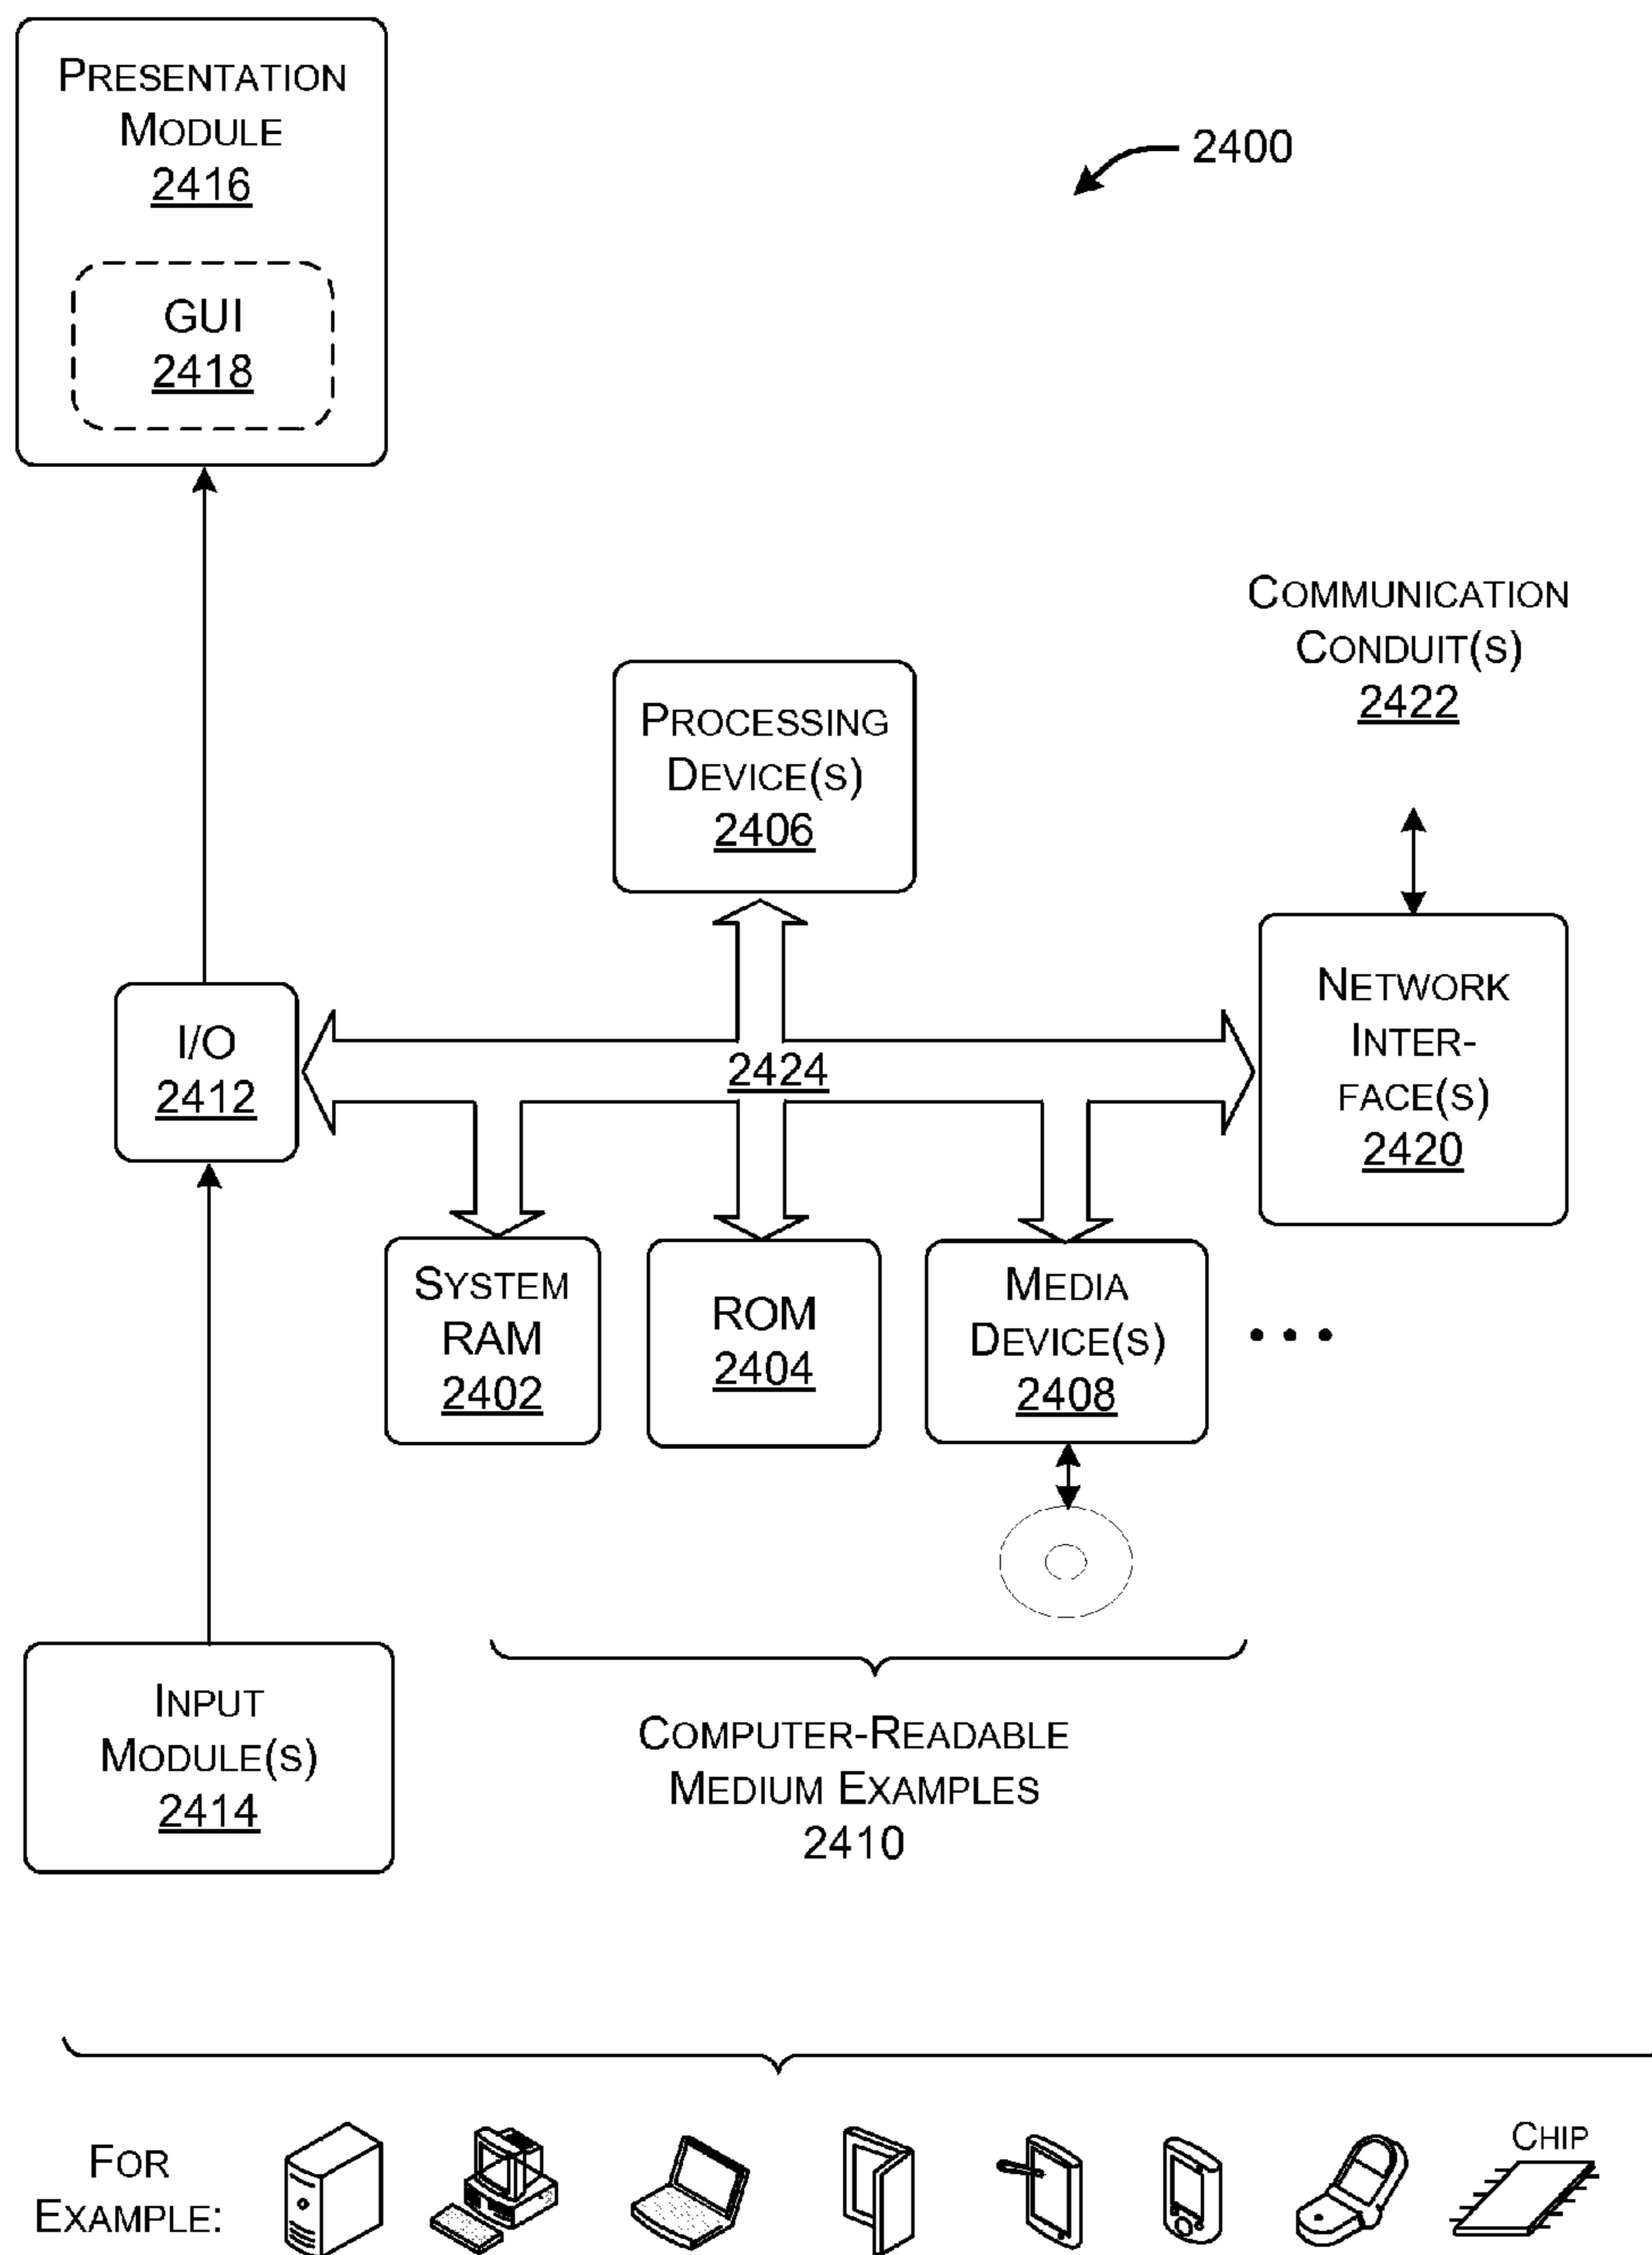 PRESENTATION
MODULE
2416
GUI
2418
2400
COMMUNICATION
CONDUIT(S)
2422
PROCESSING
DEVICE(S)
2406
NETWORK
INTER-
FACE(S)
2420
I/O
2412
2424
SYSTEM
RAM
2402
ROM
2404
MEDIA
DEVICE(S)
2408
INPUT
MODULE(S)
2414
COMPUTER-READABLE
MEDIUM EXAMPLES
2410
FOR
EXAMPLE:
CHIP